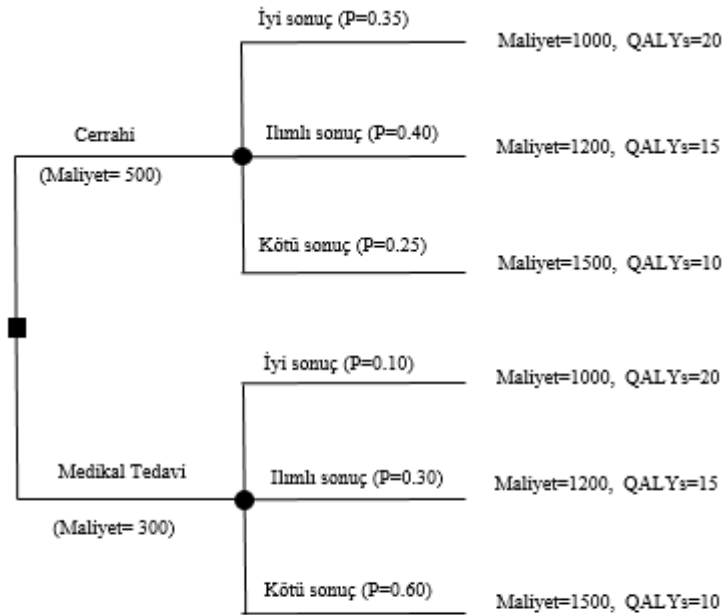 İyi sonuç (P=0.35)
Maliyet=1000, QALYs=20
Cerrahi
(Maliyet= 500)
Ilımlı sonuç (P=0.40)
Maliyet=1200, QALYs=15
Kötü sonuç (P=0.25)
Maliyet=1500, QALYs=10
İyi sonuç (P=0.10)
Maliyet=1000, QALYs=20
Medikal Tedavi
(Maliyet= 300)
Ilımlı sonuç (P=0.30)
Maliyet=1200, QALYs=15
Kötü sonuç (P=0.60)
Maliyet=1500, QALYs=10